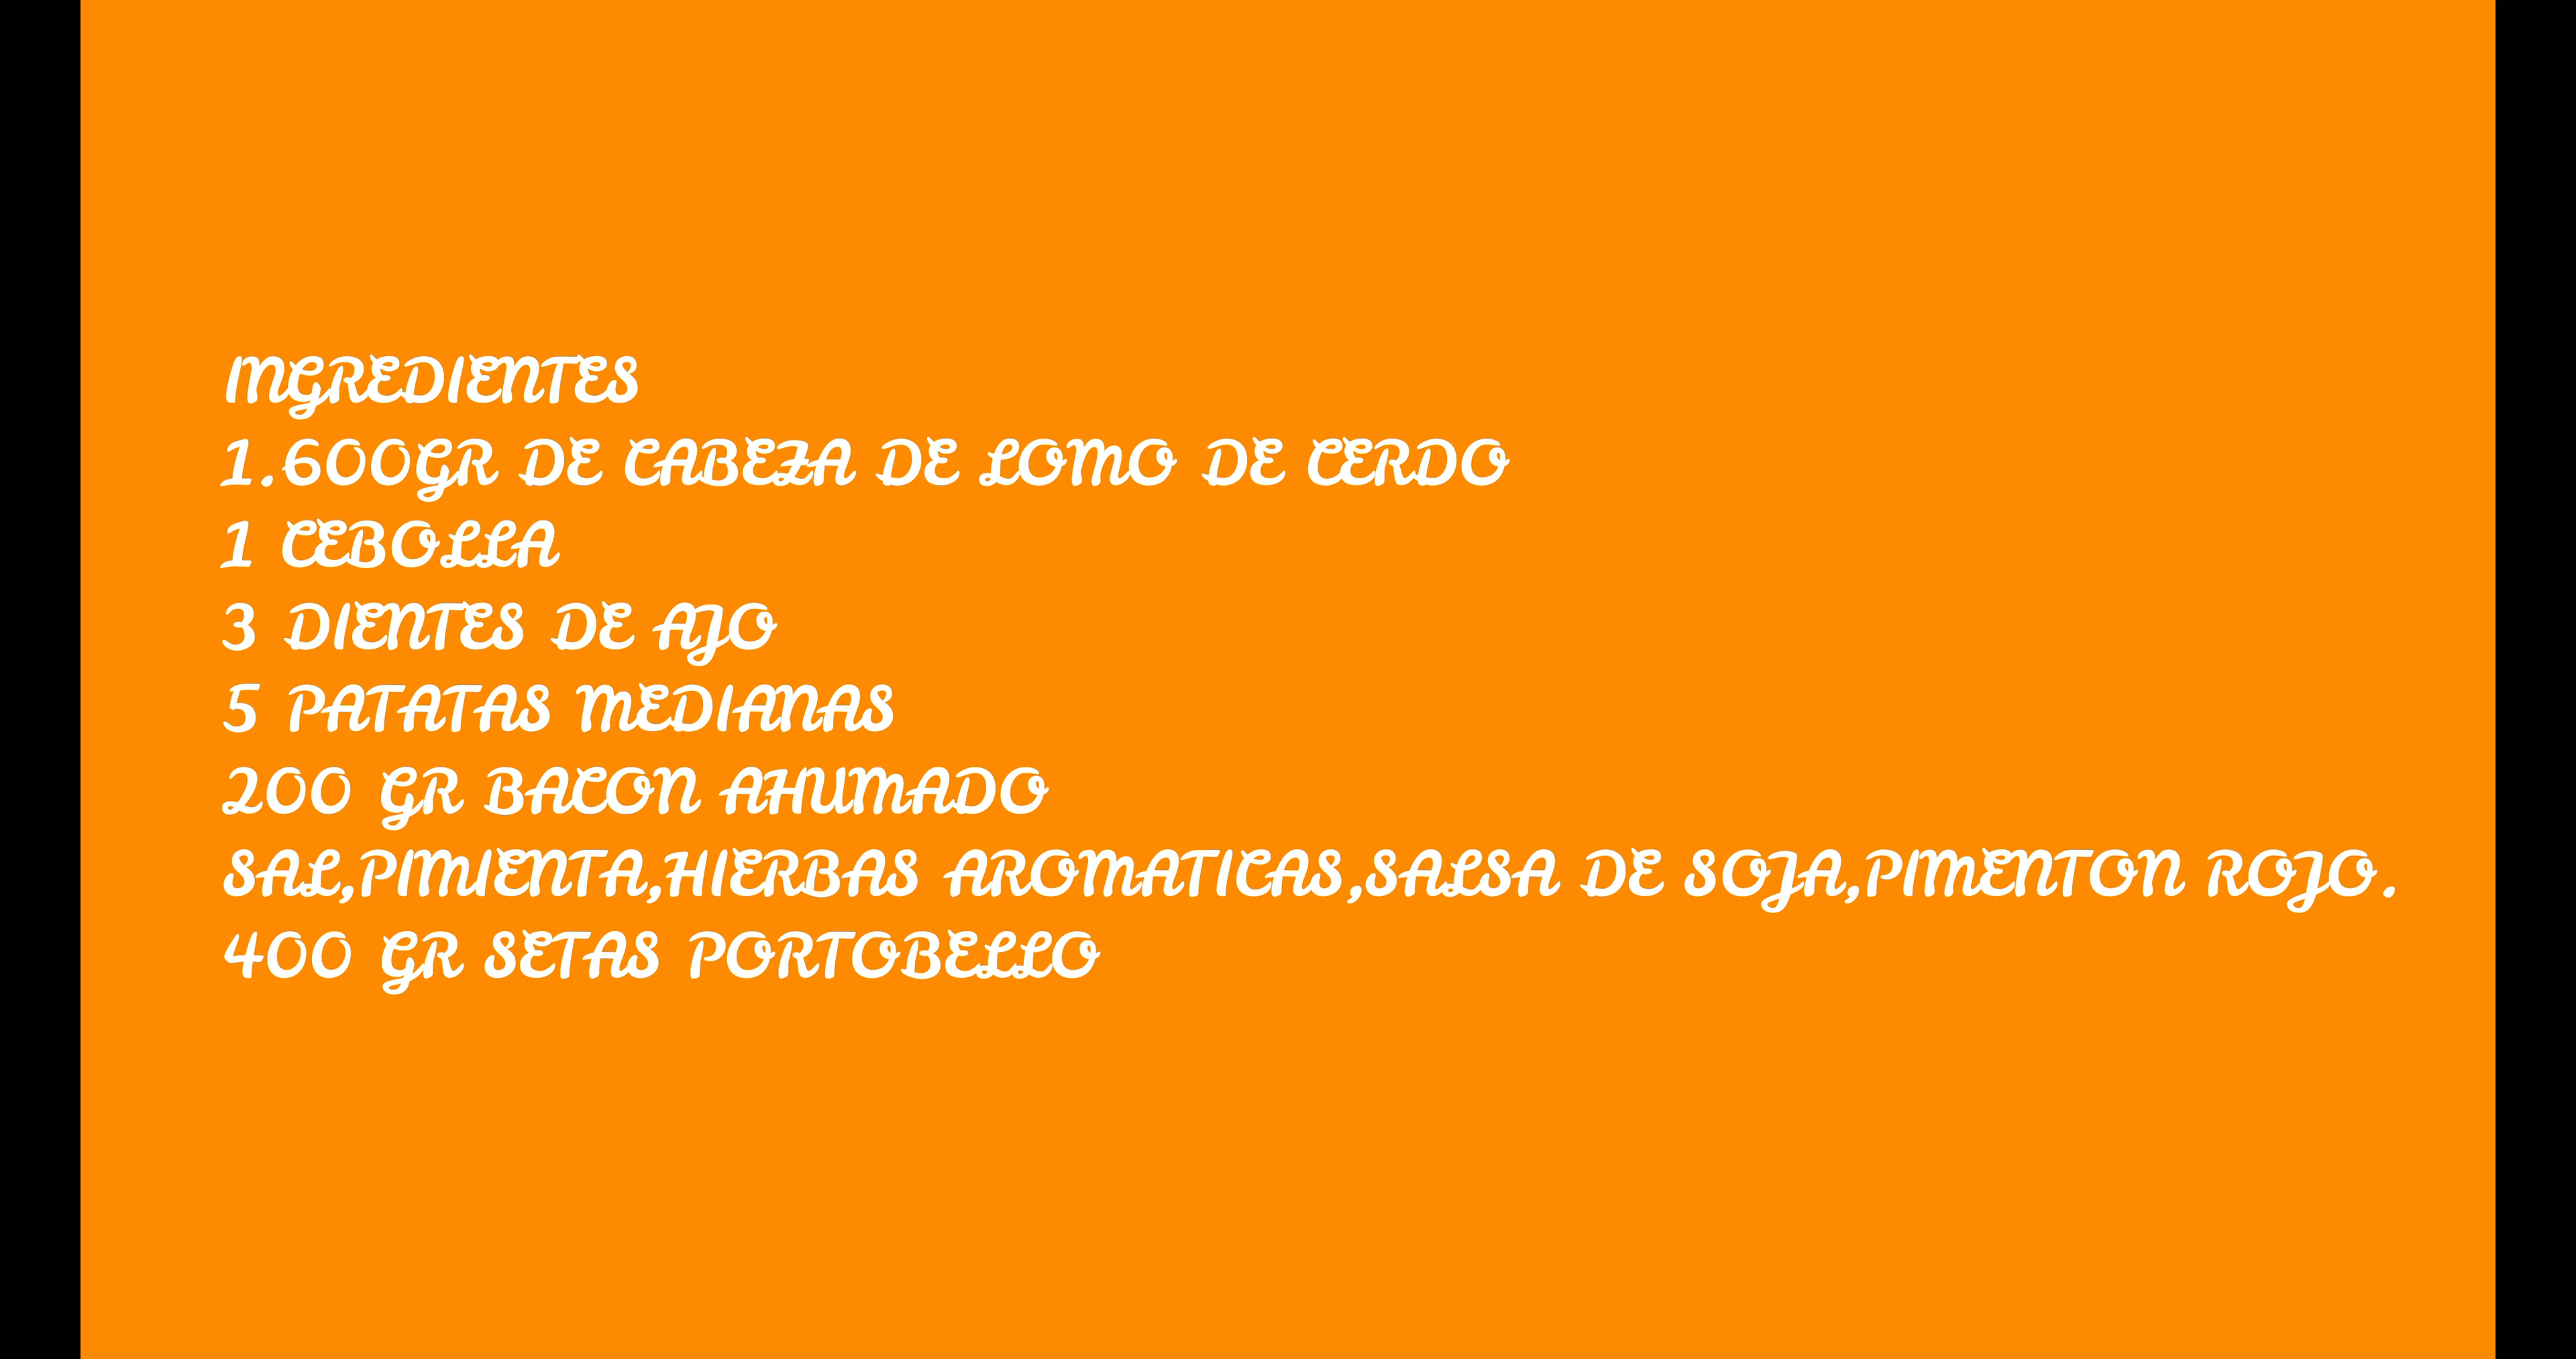 INGREDIENTES
1.600GR DE CABEZA DE LOMO DE CERDO
1 CEBOLLA
3 DIENTES DE AJO
5 PATATAS MEDIANAS
200 GR BACON AHUMADO
SAL,PIMIENTA,HIERBAS AROMATICAS,SALSA DE SOJA,PIMENTON ROJO.
400 GR SETAS PORTOBELLO